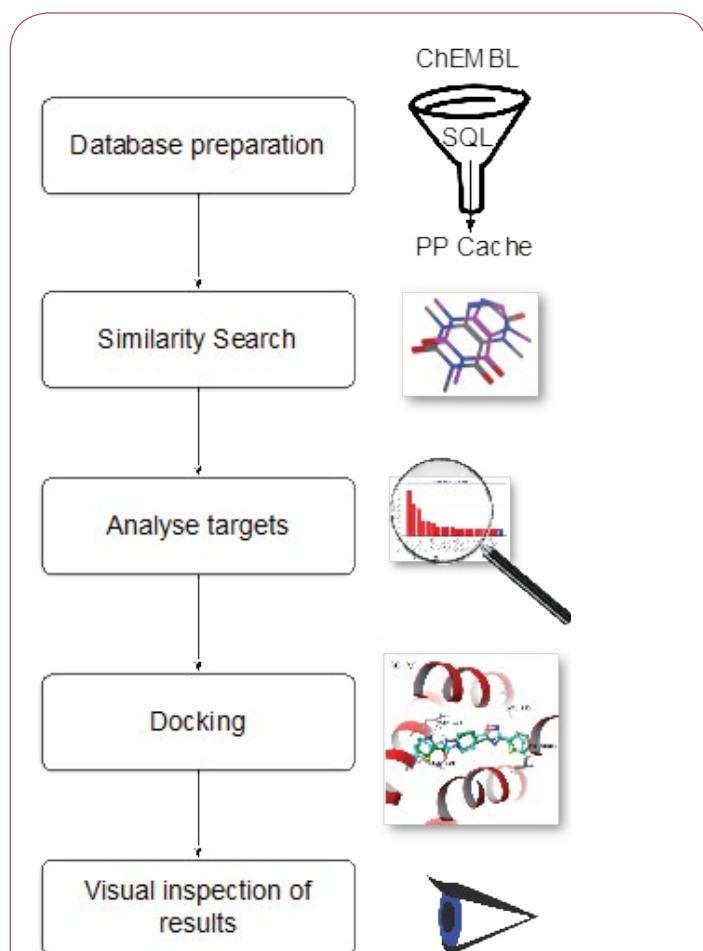 ChEMBL
Database preparation
SQL
PP Cache
Similarity Search
Analyse targets
Docking
Visual inspection of
results